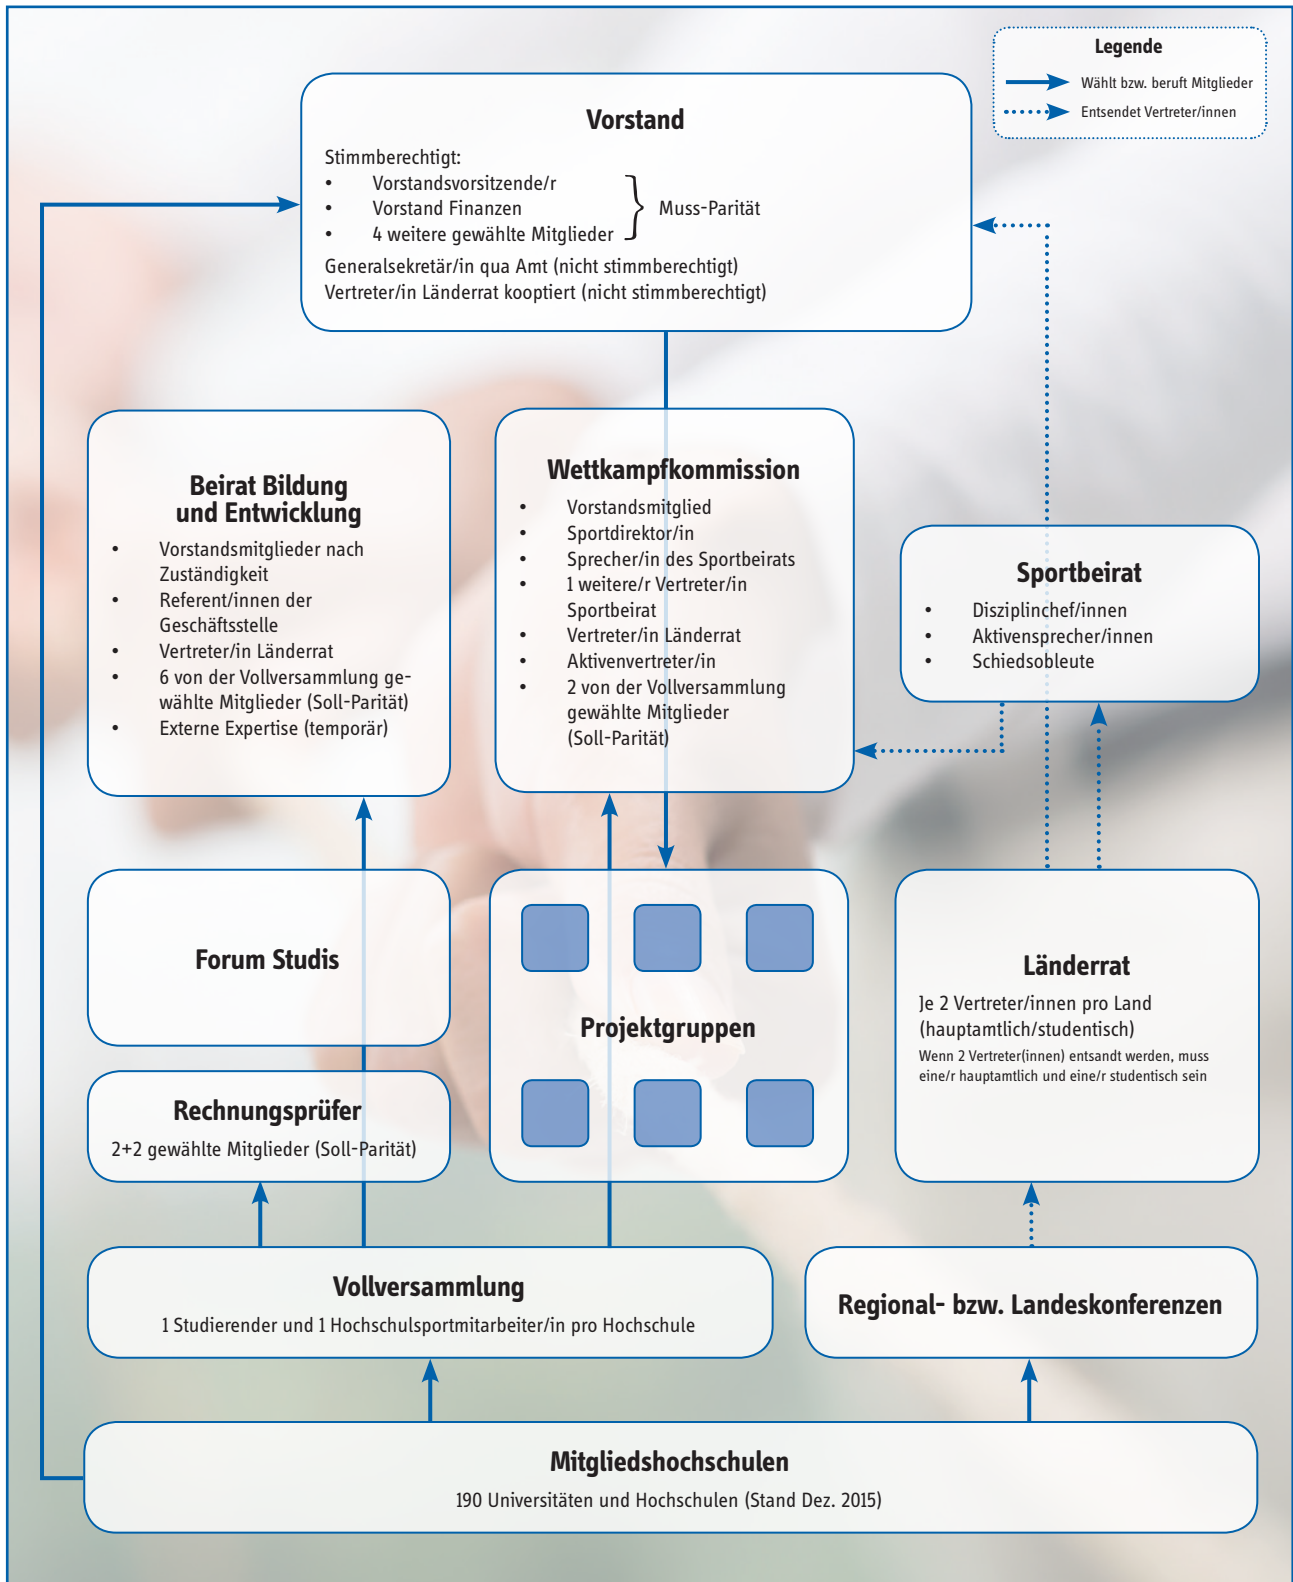 Legende
Wählt bzw. beruft Mitglieder
Entsendet Vertreter/innen
Vorstand
Stimmberechtigt:
• Vorstandsvorsitzende/r
• Vorstand Finanzen
• 4 weitere gewählte Mitglieder
Muss-Parität
Generalsekretär/in qua Amt (nicht stimmberechtigt)
Vertreter/in Länderrat kooptiert (nicht stimmberechtigt)
Beirat Bildung
und Entwicklung
• Vorstandsmitglieder nach
Zuständigkeit
• Referent/innen der
Geschäftsstelle
• Vertreter/in Länderrat
• 6 von der Vollversammlung ge-
wählte Mitglieder (Soll-Parität)
• Externe Expertise (temporär)
Wettkampfkommission
• Vorstandsmitglied
• Sportdirektor/in
• Sprecher/in des Sportbeirats
• 1 weitere/r Vertreter/in
Sportbeirat
• Vertreter/in Länderrat
• Aktivenvertreter/in
• 2 von der Vollversammlung
gewählte Mitglieder
(Soll-Parität)
Sportbeirat
• Disziplinchef/innen
• Aktivensprecher/innen
• Schiedsobleute
Forum Studis
Projektgruppen
Länderrat
Je 2 Vertreter/innen pro Land
(hauptamtlich/studentisch)
Wenn 2 Vertreter(innen) entsandt werden, muss
eine/r hauptamtlich und eine/r studentisch sein
Rechnungsprüfer
2+2 gewählte Mitglieder (Soll-Parität)
Vollversammlung
1 Studierender und 1 Hochschulsportmitarbeiter/in pro Hochschule
Regional- bzw. Landeskonferenzen
Mitgliedshochschulen
190 Universitäten und Hochschulen (Stand Dez. 2015)